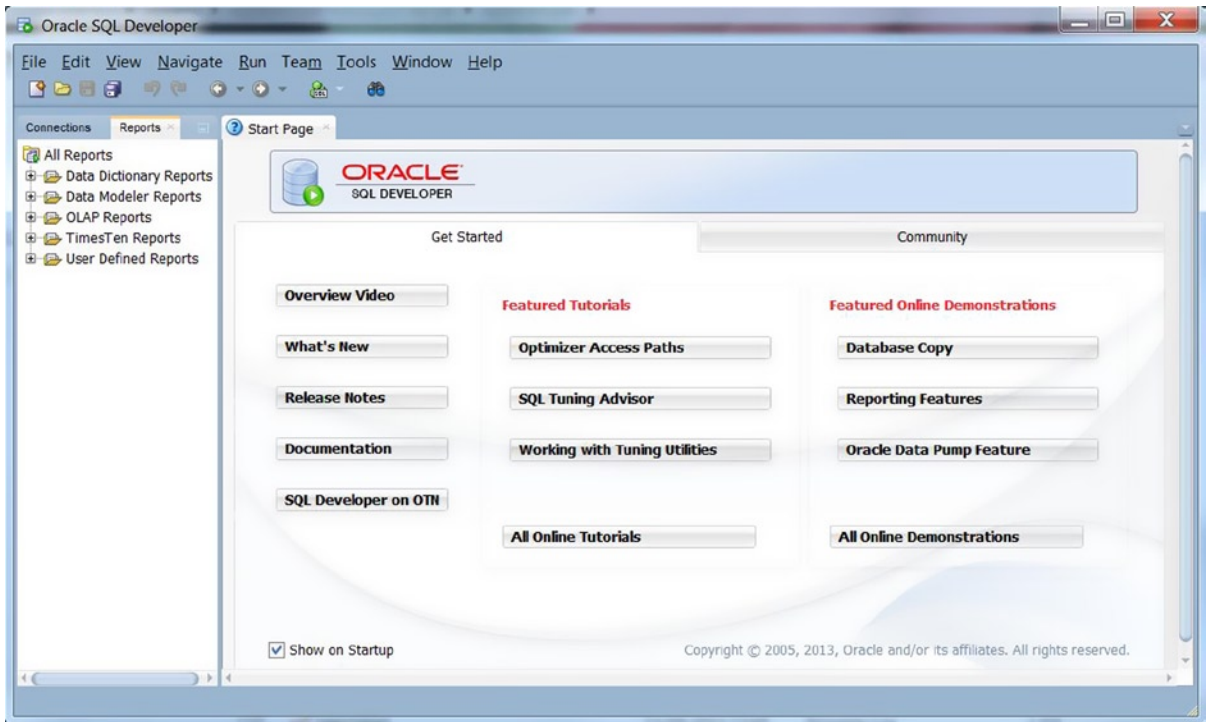 Oracle SQL Developer
File Edit View Navigate Run Team Tools Window Help
SQL
Connections Reports
All Reports
Data Dictionary Reports
Data Modeler Reports
OLAP Reports
TimesTen Reports
User Defined Reports
Start Page
ORACLE
SQL DEVELOPER
Get Started
Community
Overview Video
What's New
Release Notes
Documentation
SQL Developer on OTN
Featured Tutorials
Optimizer Access Paths
SQL Tuning Advisor
Working with Tuning Utilities
All Online Tutorials
Featured Online Demonstrations
Database Copy
Reporting Features
Oracle Data Pump Feature
All Online Demonstrations
Show on Startup
Copyright © 2005, 2013, Oracle and/or its affiliates. All rights reserved.